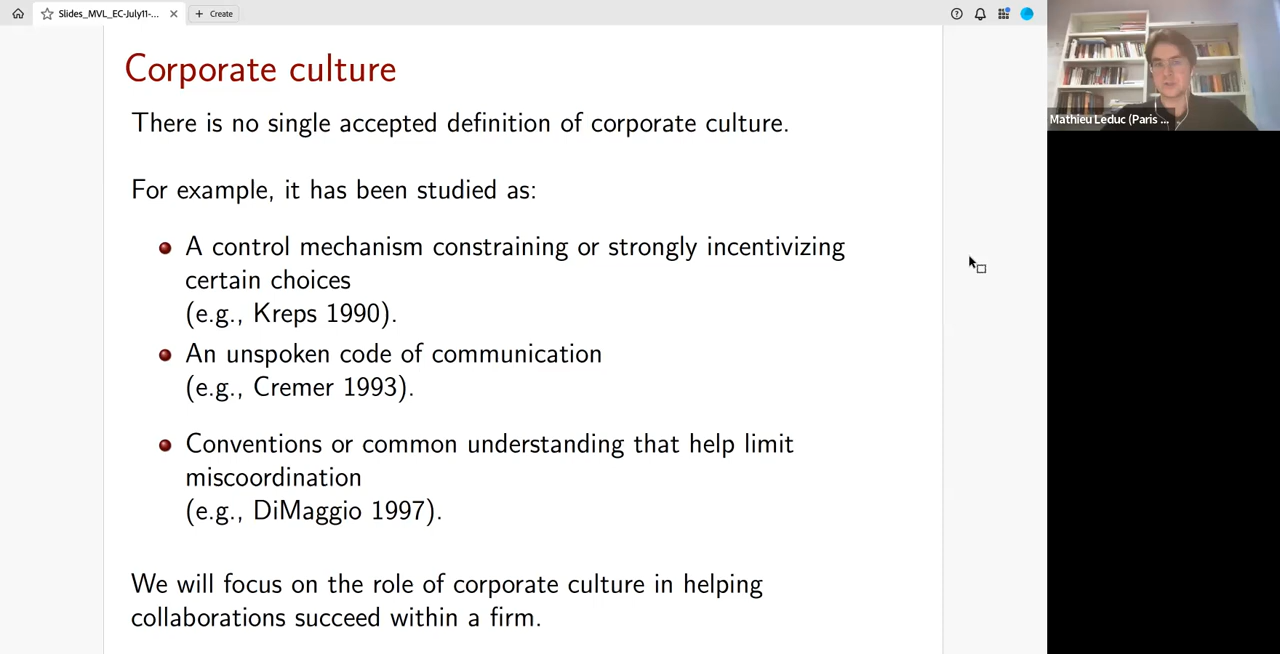 Slides_MVL_EC-July11-...
Create
Corporate culture
There is no single accepted definition of corporate culture.
For example, it has been studied as:
A control mechanism constraining or strongly incentivizing
certain choices
(e.g., Kreps 1990).
An unspoken code of communication
(e.g., Cremer 1993).
Conventions or common understanding that help limit
miscoordination
(e.g., DiMaggio 1997).
We will focus on the role of corporate culture in helping
collaborations succeed within a firm.
Mathieu Leduc (Paris ...